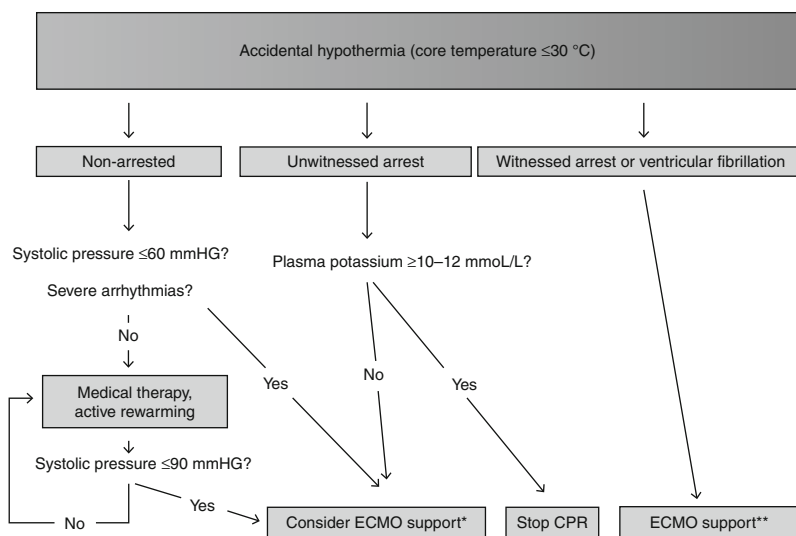 Accidental hypothermia (core temperature ≤30 °C)
Non-arrested
Unwitnessed arrest
Witnessed arrest or ventricular fibrillation
Systolic pressure ≤60 mmHG?
Plasma potassium ≥10–12 mmoL/L?
Severe arrhythmias?
No
Yes
No
Yes
Medical therapy,
active rewarming
Systolic pressure ≤90 mmHG?
No
Yes
Consider ECMO support*
Stop CPR
ECMO support**